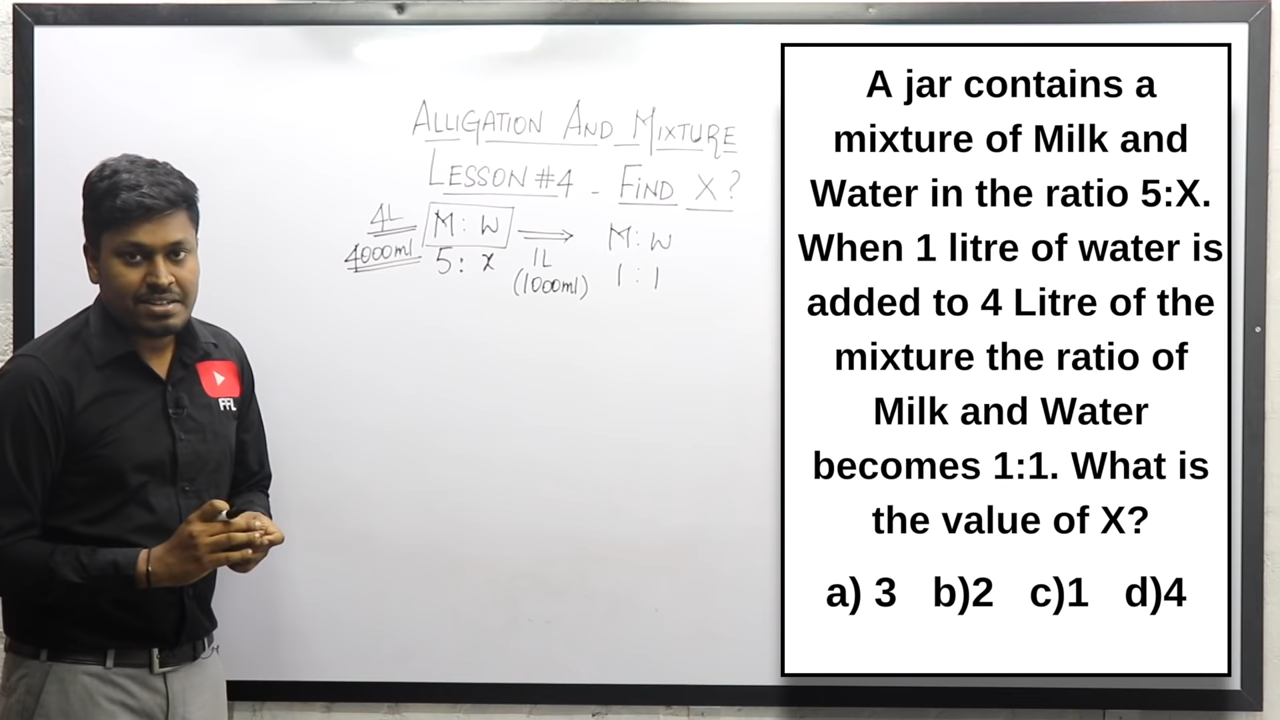 ALLIGATION AND MIXTURE
LESSON #4 - FIND X?
4L
4000ml
M : W
5 : x
1L
(1000ml)
M : W
1 : 1
FFL
A jar contains a
mixture of Milk and
Water in the ratio 5:X.
When 1 litre of water is
added to 4 Litre of the
mixture the ratio of
Milk and Water
becomes 1:1. What is
the value of X?
a) 3 b)2 c)1 d)4